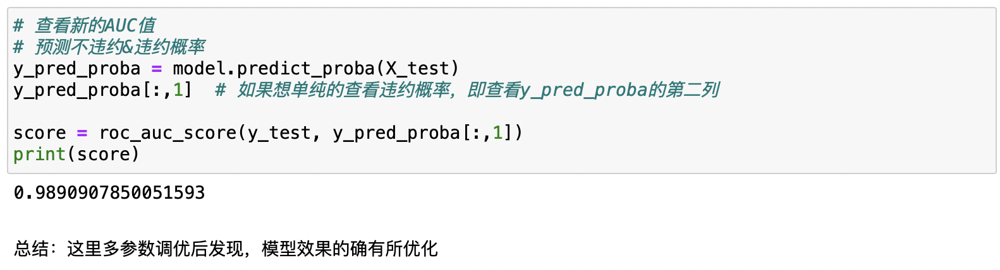 # 查看新的AUC值
# 预测不违约&违约概率
y_pred_proba = model.predict_proba(X_test)
y_pred_proba[:,1]  # 如果想单纯的查看违约概率，即查看y_pred_proba的第二列
score = roc_auc_score(y_test, y_pred_proba[:,1])
print(score)
0.9890907850051593
总结：这里多参数调优后发现，模型效果的确有所优化